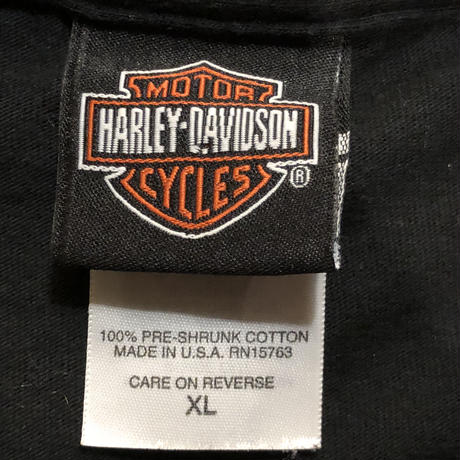 MOTOR
HARLEY-DAVIDSON
CYCLES
®
100% PRE-SHRUNK COTTON
MADE IN U.S.A. RN15763
CARE ON REVERSE
XL